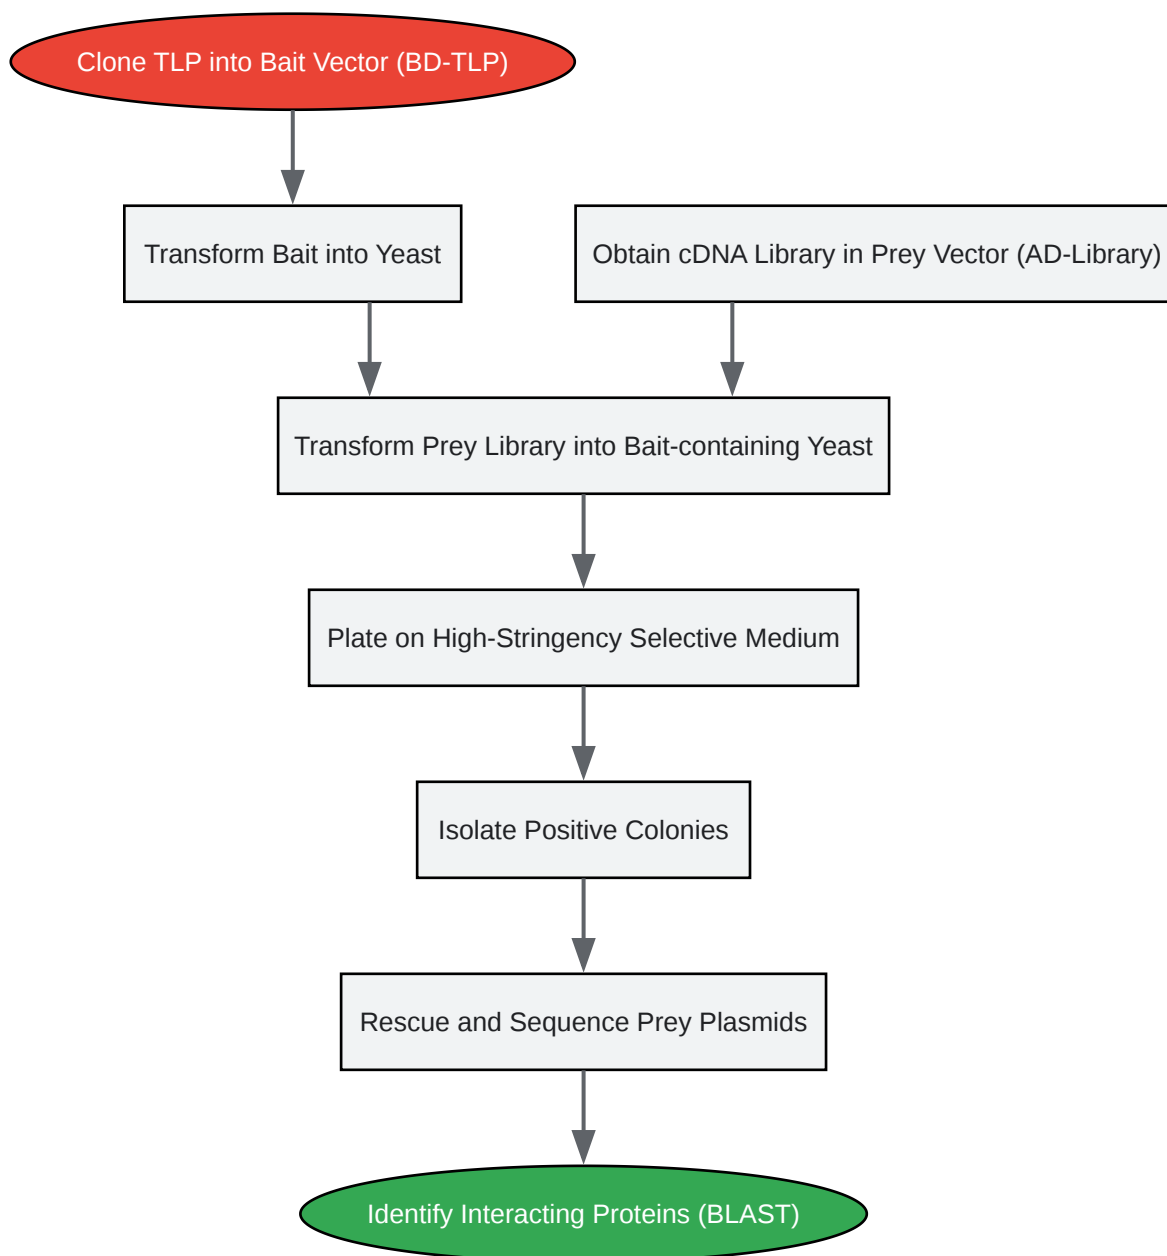 Clone TLP into Bait Vector (BD-TLP)
Transform Bait into Yeast
Obtain cDNA Library in Prey Vector (AD-Library)
Transform Prey Library into Bait-containing Yeast
Plate on High-Stringency Selective Medium
Isolate Positive Colonies
Rescue and Sequence Prey Plasmids
Identify Interacting Proteins (BLAST)